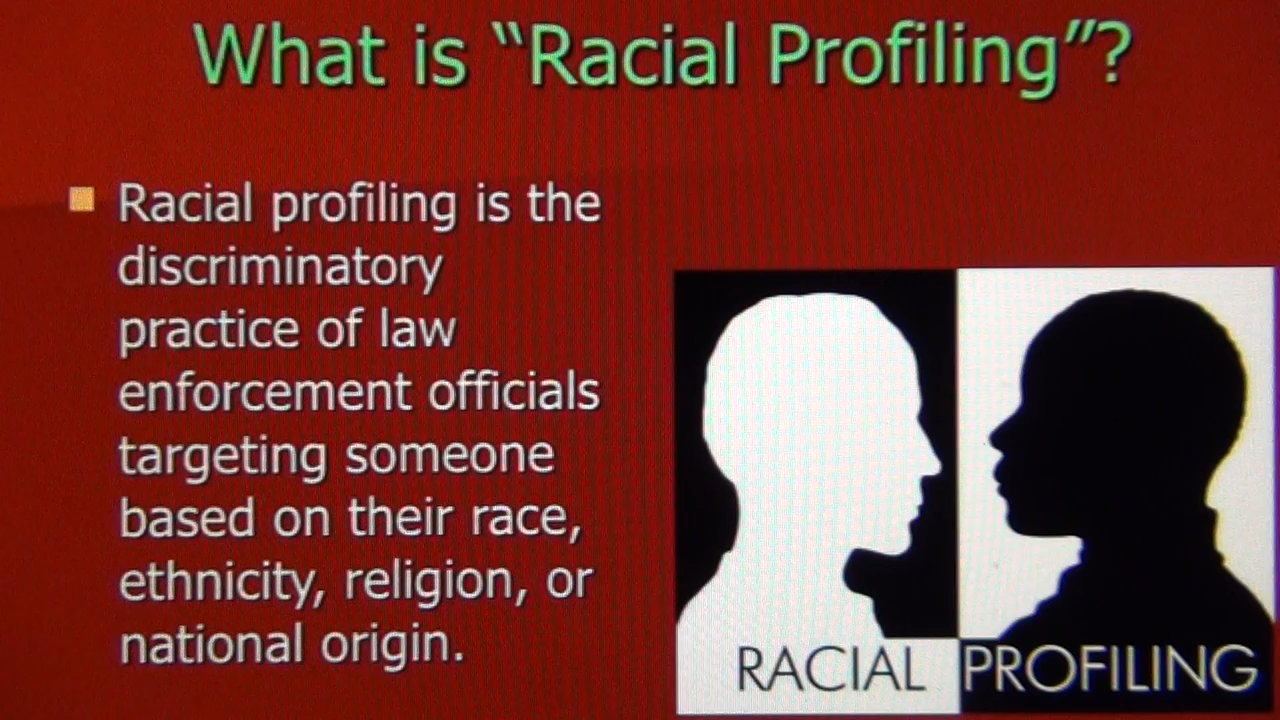 What is “Racial Profiling”?
Racial profiling is the
discriminatory
practice of law
enforcement officials
targeting someone
based on their race,
ethnicity, religion, or
national origin.
RACIAL PROFILING